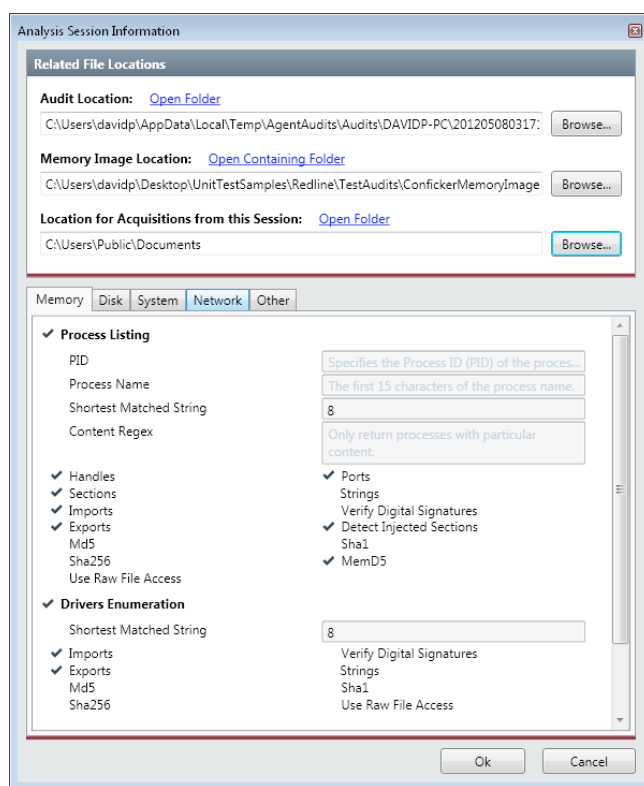 Analysis Session Information
Related File Locations
Audit Location: Open Folder
C:\Users\davidp\AppData\Local\Temp\AgentAudits\Audits\DAVIDP-PC\201205080317: Browse...
Memory Image Location: Open Containing Folder
C:\Users\davidp\Desktop\UnitTestSamples\Redline\TestAudits\ConfickerMemoryImage Browse...
Location for Acquisitions from this Session: Open Folder
C:\Users\Public\Documents Browse...
Memory Disk System Network Other
Process Listing
PID Specifies the Process ID (PID) of the proces...
Process Name The first 15 characters of the process name.
Shortest Matched String 8
Content Regex Only return processes with particular
content.
Handles Ports
Sections Strings
Imports Verify Digital Signatures
Exports Detect Injected Sections
Md5 Sha1
Sha256 MemD5
Use Raw File Access
Drivers Enumeration
Shortest Matched String 8
Imports Verify Digital Signatures
Exports Strings
Md5 Sha1
Sha256 Use Raw File Access
Ok Cancel